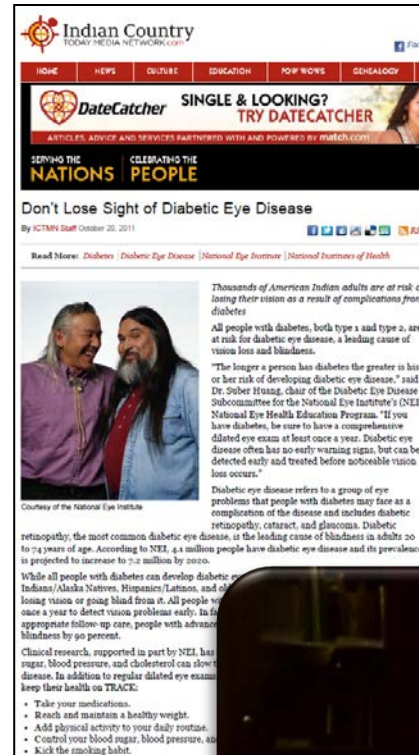 Indian Country
TODAY MEDIA NETWORK.com
HOME NEWS CULTURE EDUCATION POW WOWS GENEALOGY
DateCatcher SINGLE & LOOKING?
TRY DATECATCHER
ARTICLES, ADVICE AND SERVICES PARTNERED WITH AND POWERED BY match.com
SERVING THE CELEBRATING THE
NATIONS PEOPLE
Don't Lose Sight of Diabetic Eye Disease
By ICTMN Staff October 20, 2011
Read More: Diabetes Diabetic Eye Disease National Eye Institute National Institutes of Health
Thousands of American Indian adults are at risk
losing their vision as a result of complications from
diabetes
All people with diabetes, both type 1 and type 2, are
at risk for diabetic eye disease, a leading cause of
vision loss and blindness.
"The longer a person has diabetes the greater is his
or her risk of developing diabetic eye disease," said
Dr. Suber Huang, chair of the Diabetic Eye Disease
Subcommittee for the National Eye Institute's (NEI)
National Eye Health Education Program. "If you
have diabetes, be sure to have a comprehensive
dilated eye exam at least once a year. Diabetic eye
disease often has no early warning signs, but can be
detected early and treated before noticeable vision
loss occurs."
Courtesy of the National Eye Institute
Diabetic eye disease refers to a group of eye
problems that people with diabetes may face as a
complication of the disease and includes diabetic
retinopathy, cataract, and glaucoma. Diabetic
retinopathy, the most common diabetic eye disease, is the leading cause of blindness in adults 20
to 74 years of age. According to NEI, 4.1 million people have diabetic eye disease and its prevalence
is projected to increase to 7.2 million by 2020.
While all people with diabetes can develop diabetic
Indians/Alaska Natives, Hispanics/Latinos, and
losing vision or going blind from it. All people
once a year to detect vision problems early. In
appropriate follow-up care, people with
blindness by 90 percent.
Clinical research, supported in part by NEI, has
sugar, blood pressure, and cholesterol can slow
disease. In addition to regular dilated eye exams
keep their health on TRACK:
• Take your medications.
• Reach and maintain a healthy weight.
• Add physical activity to your daily routine.
• Control your blood sugar, blood pressure,
• Kick the smoking habit.